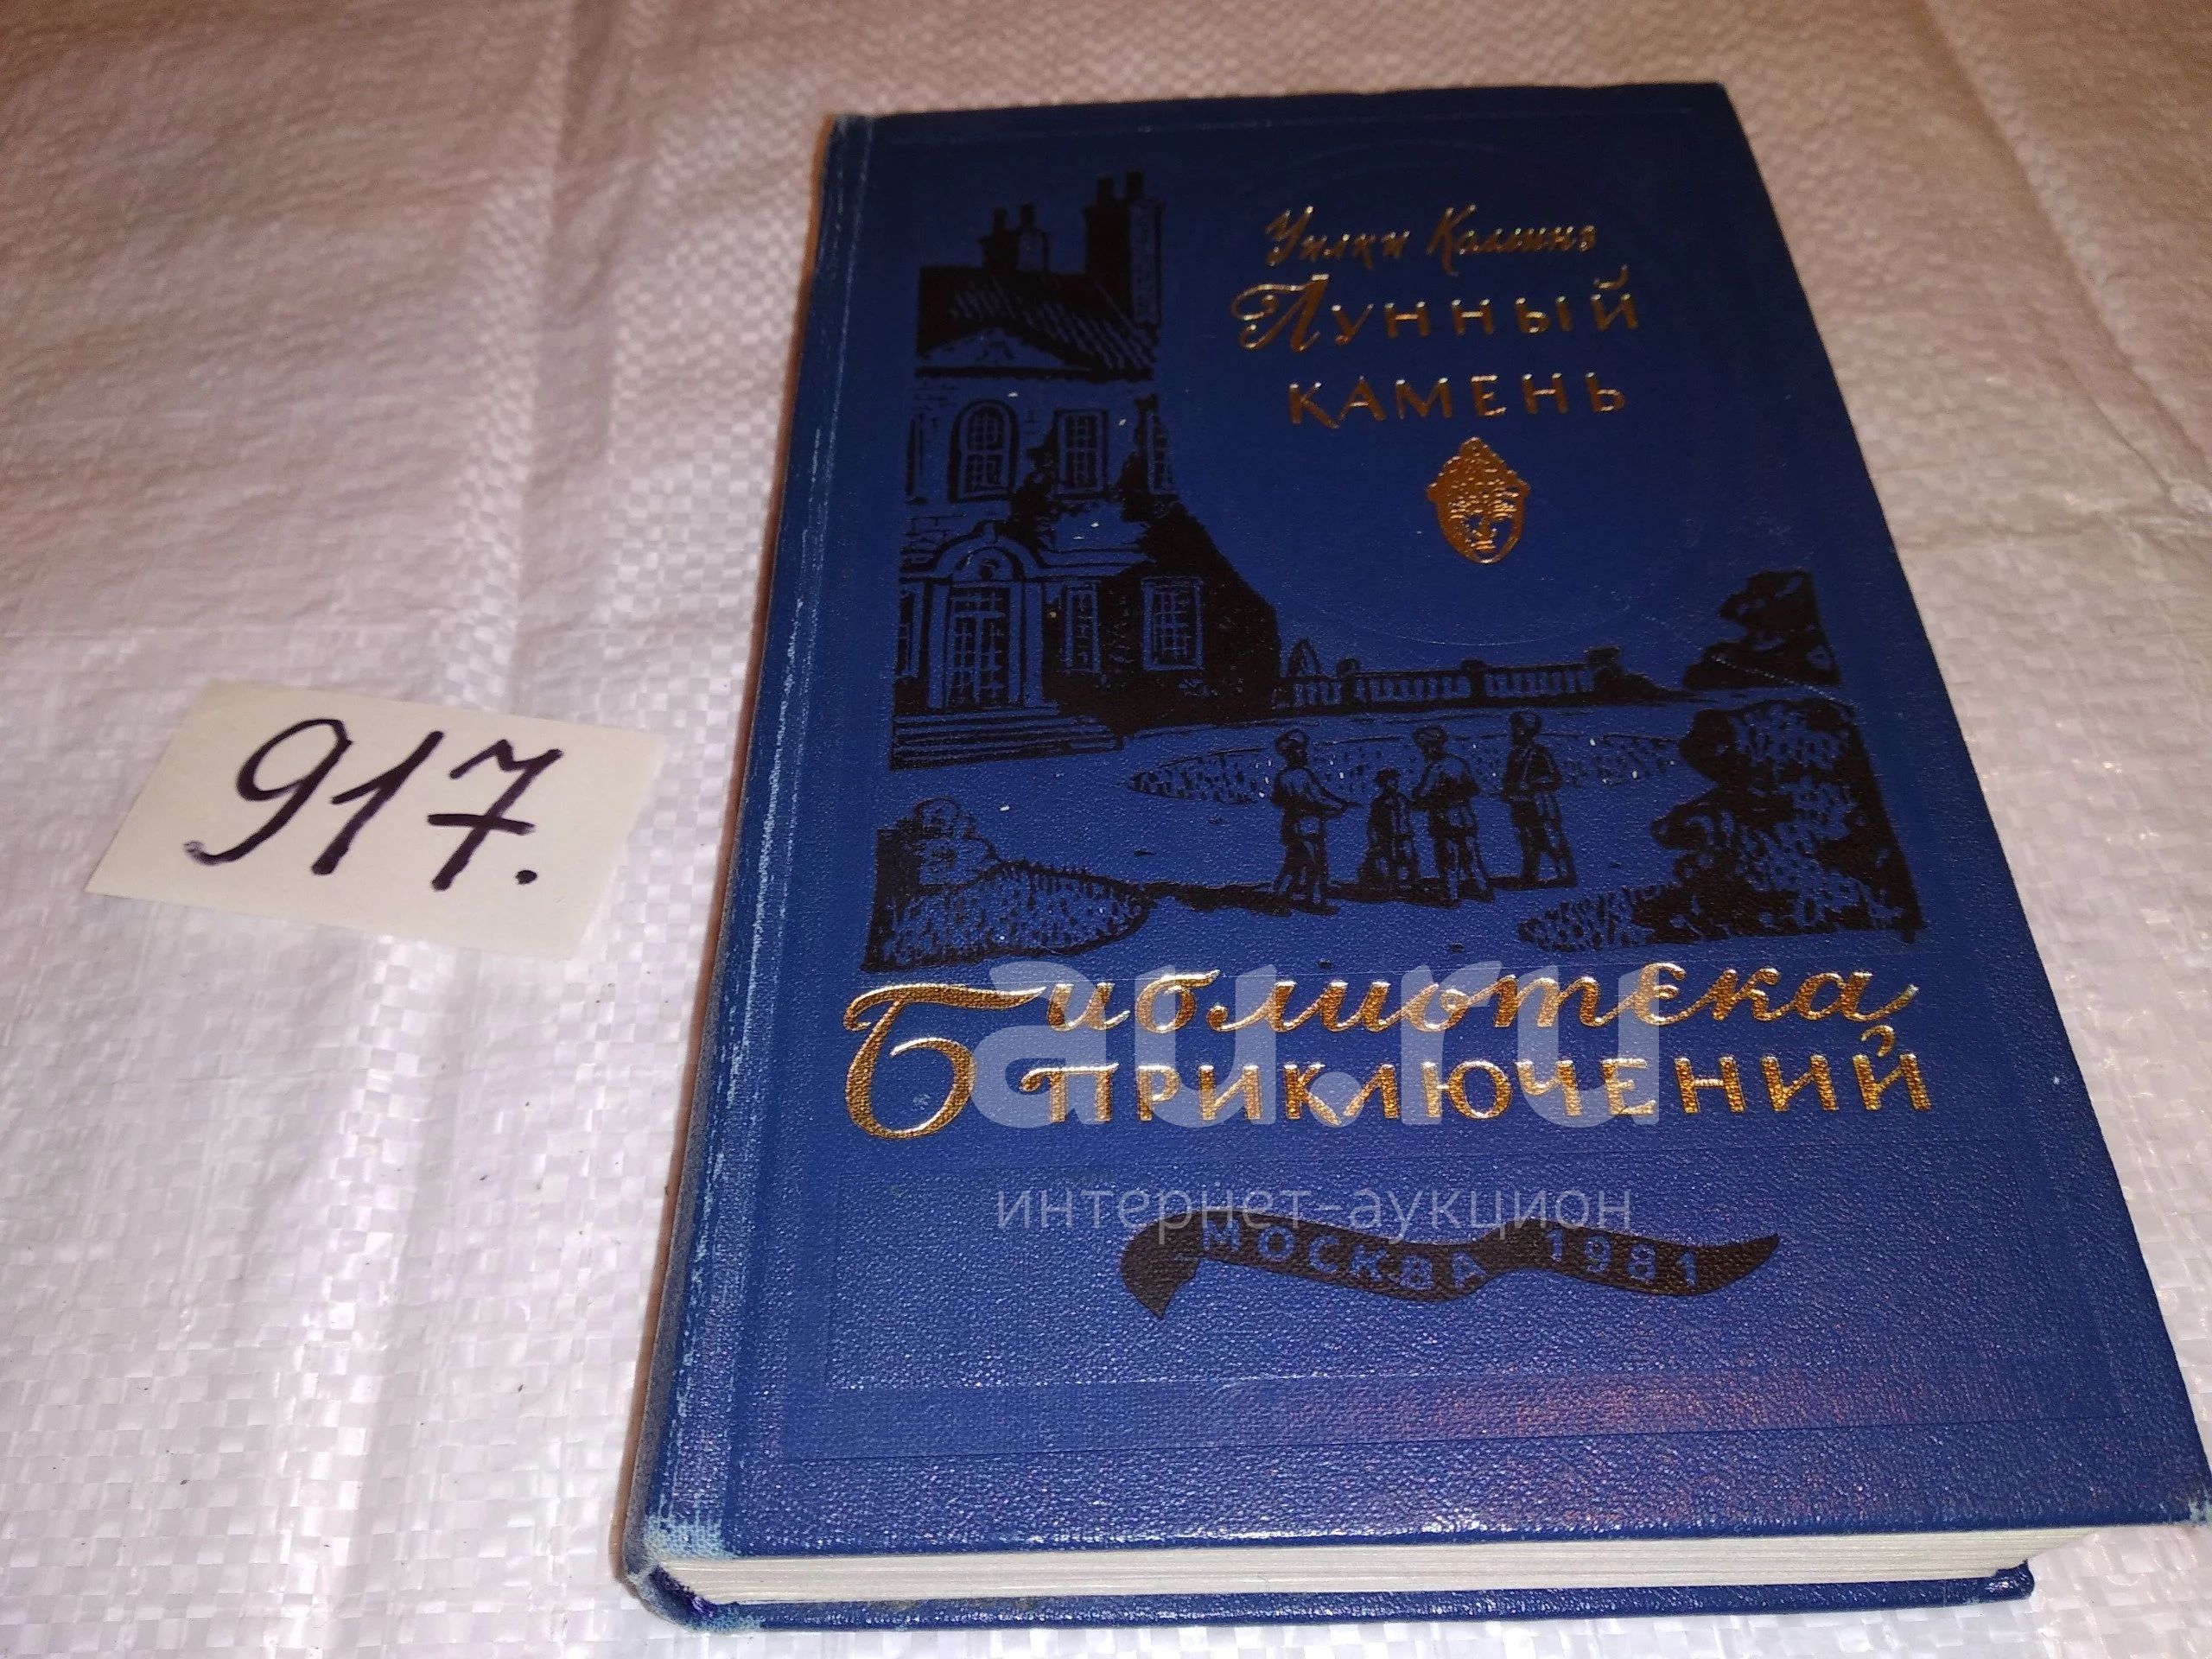 Уилки Коллинз
Лунный
камень
917.
Библиотека
приключений
au.ru
интернет-аукцион
МОСКВА 1981